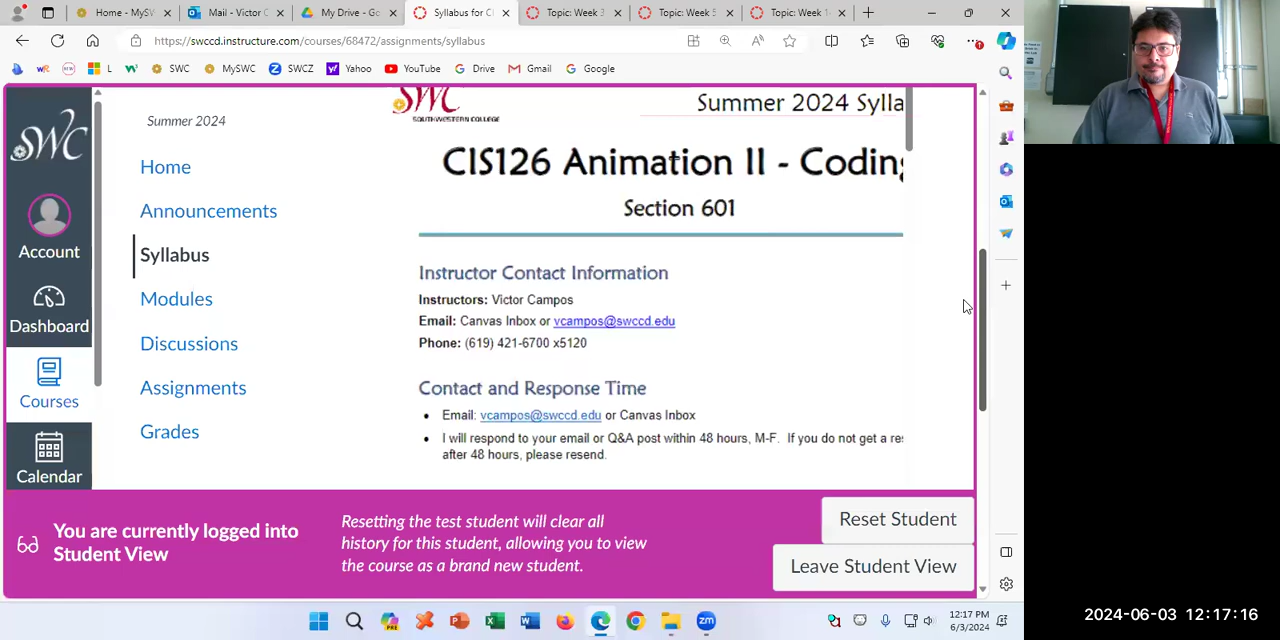 Home - MySW
Mail - Victor C
My Drive - Go
Syllabus for CI
Topic: Week 3
Topic: Week 5
Topic: Week 1
https://swccd.instructure.com/courses/68472/assignments/syllabus
L
SWC
MySWC
SWCZ
Yahoo
YouTube
Drive
Gmail
Google
SWC
Account
Dashboard
Courses
Calendar
Summer 2024
Home
Announcements
Syllabus
Modules
Discussions
Assignments
Grades
SWC
SOUTHWESTERN COLLEGE
Summer 2024 Sylla
CIS126 Animation II - Coding
Section 601
Instructor Contact Information
Instructors: Victor Campos
Email: Canvas Inbox or vcampos@swccd.edu
Phone: (619) 421-6700 x5120
Contact and Response Time
• Email: vcampos@swccd.edu or Canvas Inbox
• I will respond to your email or Q&A post within 48 hours, M-F. If you do not get a re
after 48 hours, please resend.
You are currently logged into
Student View
Resetting the test student will clear all
history for this student, allowing you to view
the course as a brand new student.
Reset Student
Leave Student View
12:17 PM
6/3/2024
2024-06-03 12:17:16